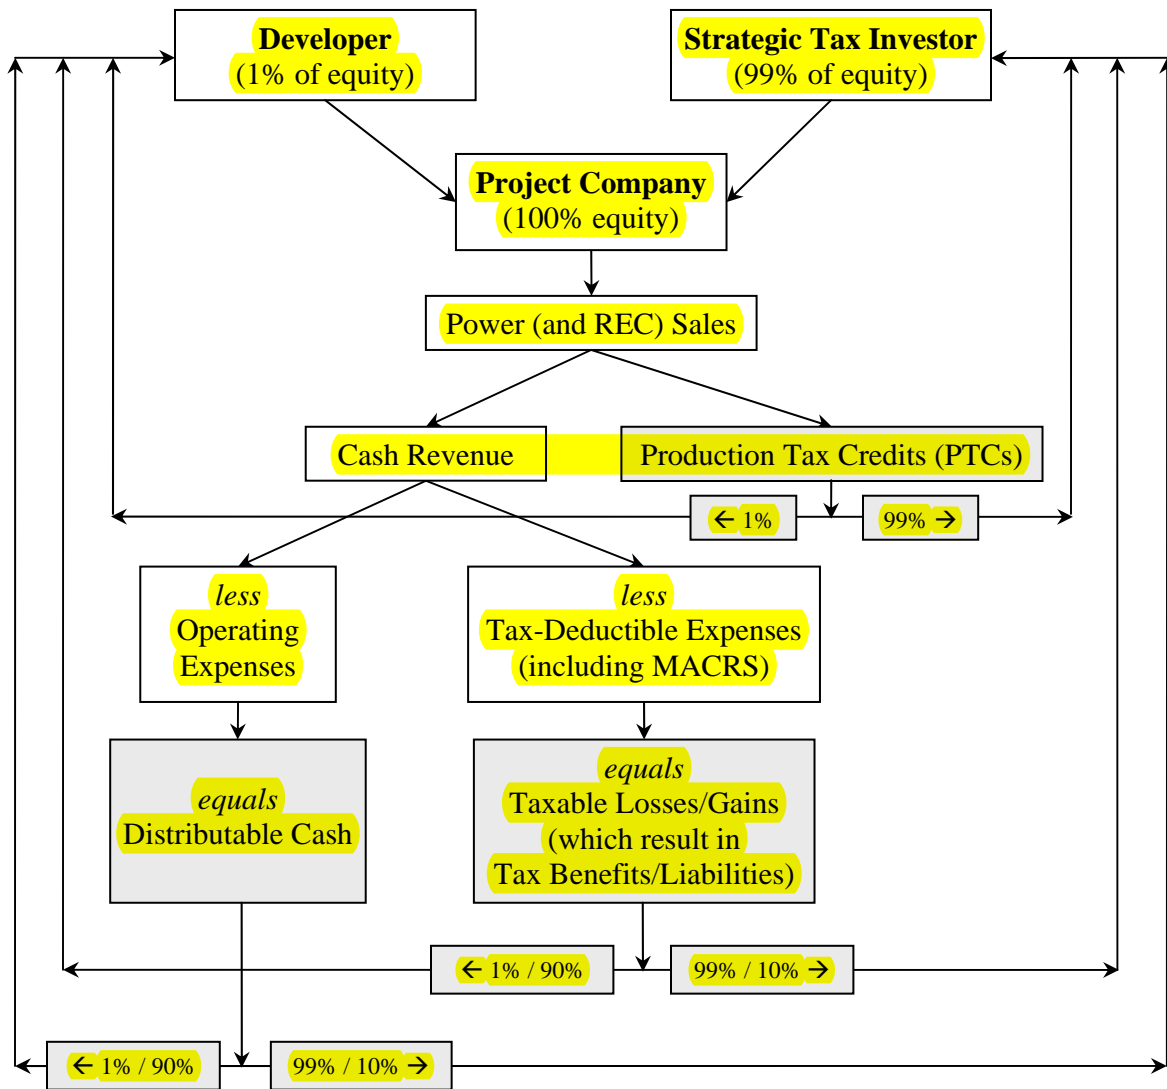 Developer
(1% of equity)
Strategic Tax Investor
(99% of equity)
Project Company
(100% equity)
Power (and REC) Sales
Cash Revenue
Production Tax Credits (PTCs)
← 1%
99% →
less
Operating
Expenses
less
Tax-Deductible Expenses
(including MACRS)
equals
Distributable Cash
equals
Taxable Losses/Gains
(which result in
Tax Benefits/Liabilities)
← 1% / 90%
99% / 10% →
← 1% / 90%
99% / 10% →